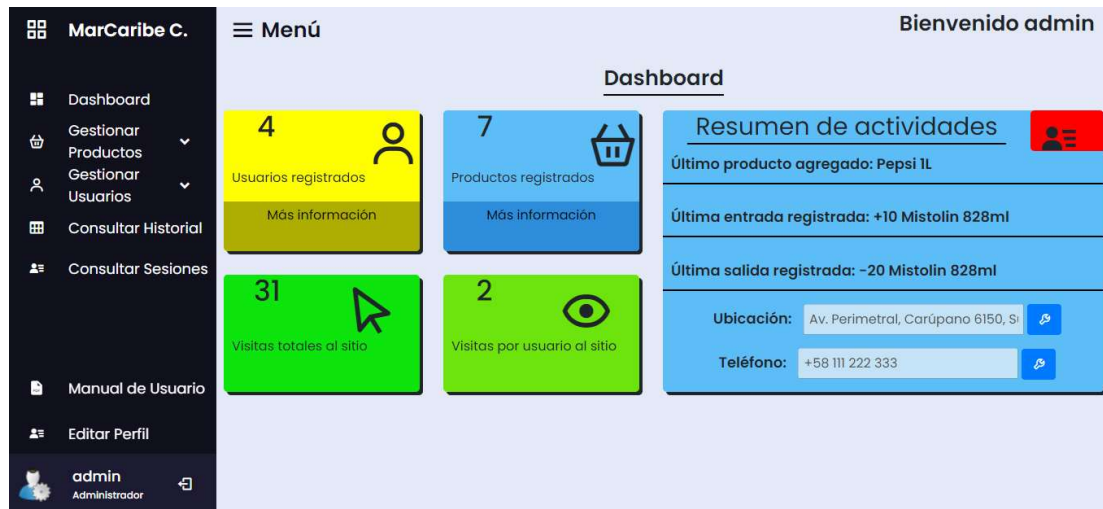 MarCaribe C.
Menú
Bienvenido admin
Dashboard
Dashboard
Gestionar
Productos
Gestionar
Usuarios
Consultar Historial
Consultar Sesiones
Manual de Usuario
Editar Perfil
admin
Administrador
4
Usuarios registrados
Más información
7
Productos registrados
Más información
31
Visitas totales al sitio
2
Visitas por usuario al sitio
Resumen de actividades
Último producto agregado: Pepsi 1L
Última entrada registrada: +10 Mistolin 828ml
Última salida registrada: -20 Mistolin 828ml
Ubicación: Av. Perimetral, Carúpano 6150,
Teléfono: +58 111 222 333